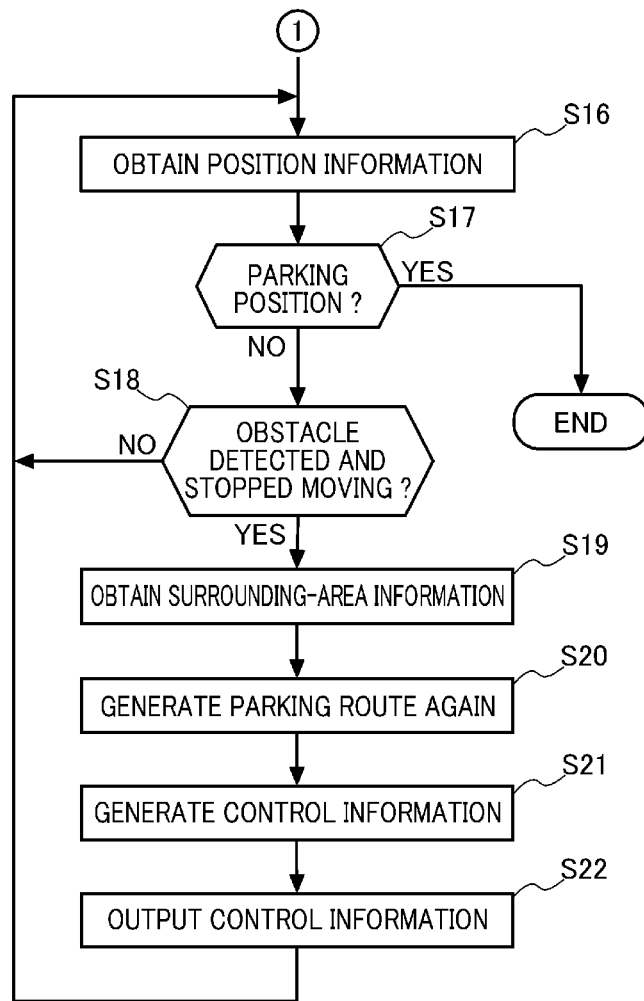 1
S16
OBTAIN POSITION INFORMATION
S17
PARKING
POSITION ?
YES
NO
END
S18
OBSTACLE
DETECTED AND
STOPPED MOVING ?
NO
YES
S19
OBTAIN SURROUNDING-AREA INFORMATION
S20
GENERATE PARKING ROUTE AGAIN
S21
GENERATE CONTROL INFORMATION
S22
OUTPUT CONTROL INFORMATION